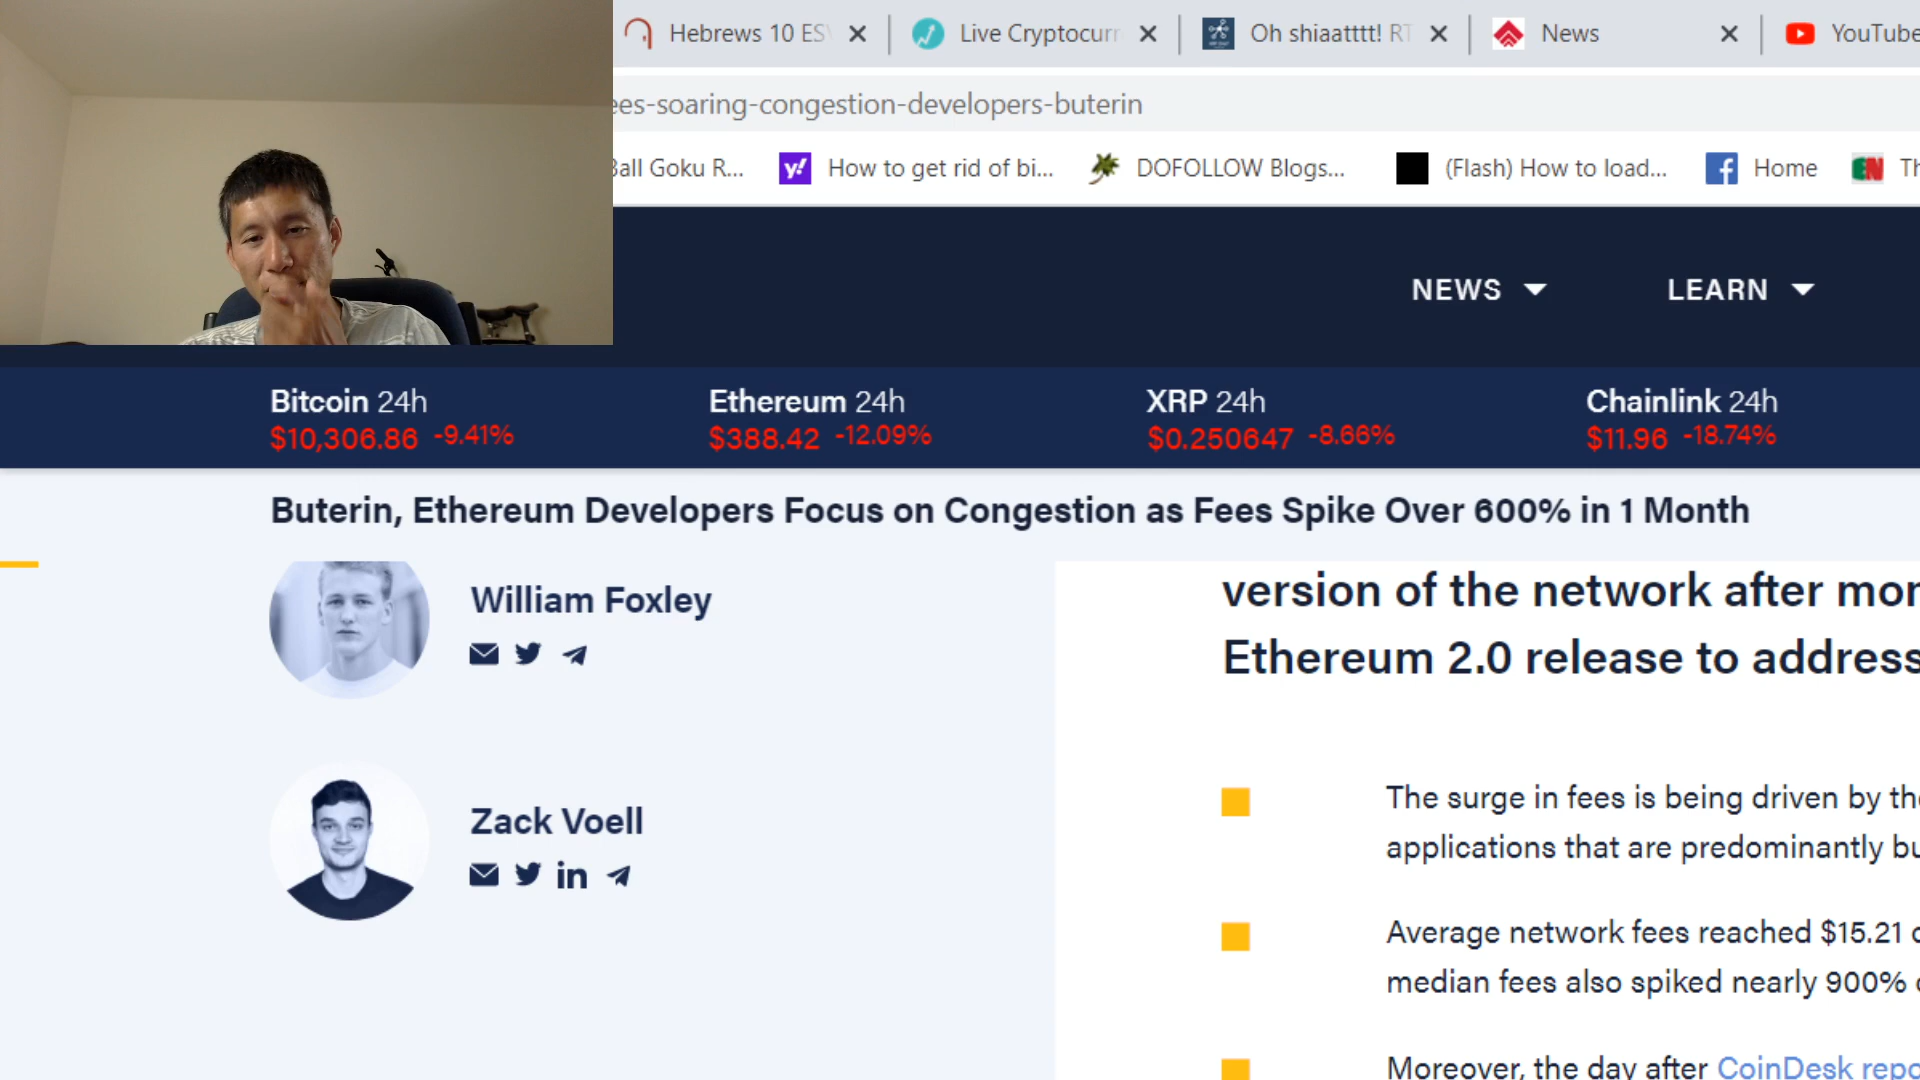 Hebrews 10 ES
Live Cryptocurr
Oh shiaatttt! RT
News
YouTube
ees-soaring-congestion-developers-buterin
Ball Goku R...
y!
How to get rid of bi...
DOFOLLOW Blogs...
(Flash) How to load...
Home
EN
Th
NEWS
LEARN
Bitcoin 24h
$10,306.86 -9.41%
Ethereum 24h
$388.42 -12.09%
XRP 24h
$0.250647 -8.66%
Chainlink 24h
$11.96 -18.74%
Buterin, Ethereum Developers Focus on Congestion as Fees Spike Over 600% in 1 Month
William Foxley
Zack Voell
in
version of the network after mon
Ethereum 2.0 release to address
The surge in fees is being driven by the
applications that are predominantly bu
Average network fees reached $15.21 o
median fees also spiked nearly 900%
Moreover, the day after CoinDesk repo